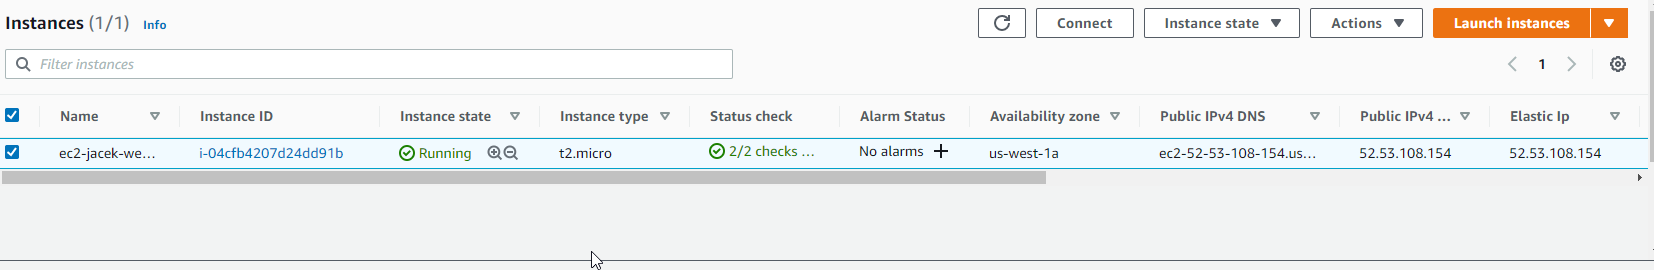 Instances (1/1) Info Connect Instance state Actions Launch instances
Filter instances 1
Name Instance ID Instance state Instance type Status check Alarm Status Availability zone Public IPv4 DNS Public IPv4 ... Elastic Ip
ec2-jacek-we... i-04cfb4207d24dd91b Running t2.micro 2/2 checks ... No alarms + us-west-1a ec2-52-53-108-154.us... 52.53.108.154 52.53.108.154